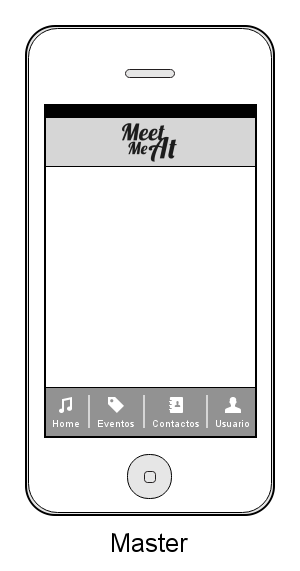 Meet
Me At
Home Eventos Contactos Usuario
Master